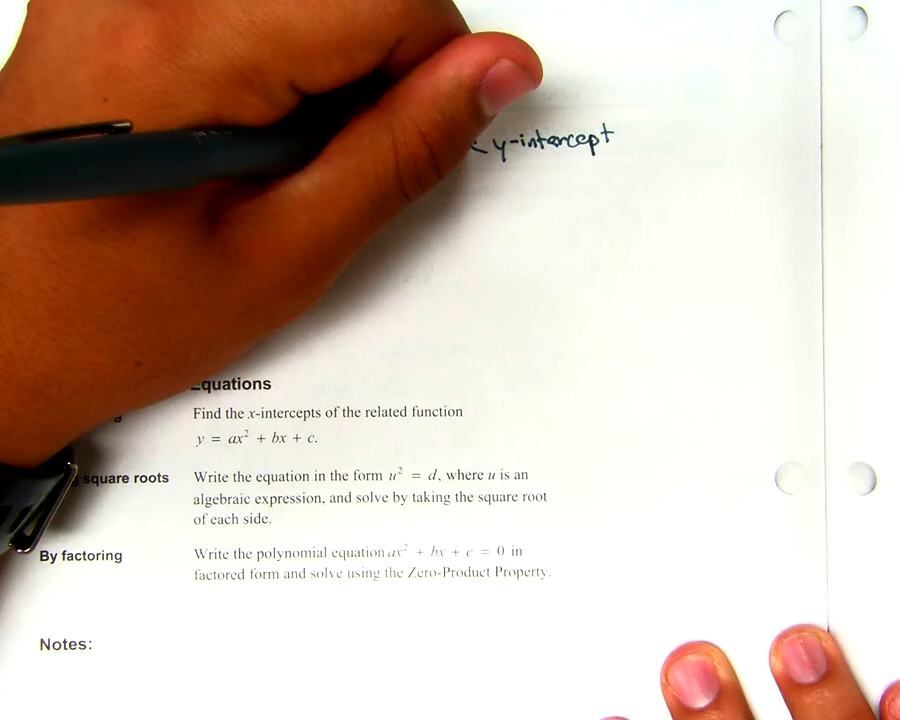 y-intercept
Equations
Find the x-intercepts of the related function
y = ax² + bx + c.
square roots Write the equation in the form u² = d, where u is an
algebraic expression, and solve by taking the square root
of each side.
By factoring Write the polynomial equation ax² + bx + c = 0 in
factored form and solve using the Zero-Product Property.
Notes: